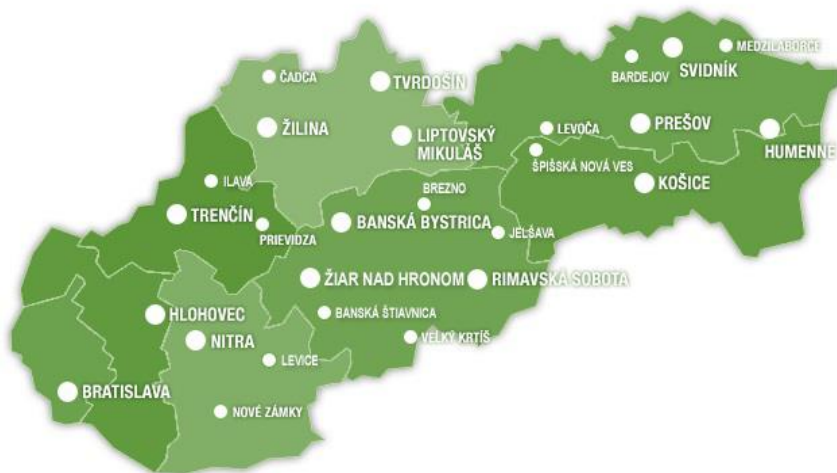 MEDZILABORCE
SVIDNÍK
BARDEJOV
ČADCA
TVRDOŠÍN
ŽILINA
LIPTOVSKÝ
MIKULÁŠ
LEVOČA
PREŠOV
HUMENNÉ
ŠPIŠSKÁ NOVÁ VES
KOŠICE
ILAVA
BREZNO
TRENČÍN
PRIEVIDZA
BANSKÁ BYSTRICA
JELŠAVA
ŽIAR NAD HRONOM
RIMAVSKÁ SOBOTA
HLOHOVEC
BANSKÁ ŠTIAVNICA
NITRA
VEĽKÝ KRTÍŠ
LEVICE
BRATISLAVA
NOVÉ ZÁMKY